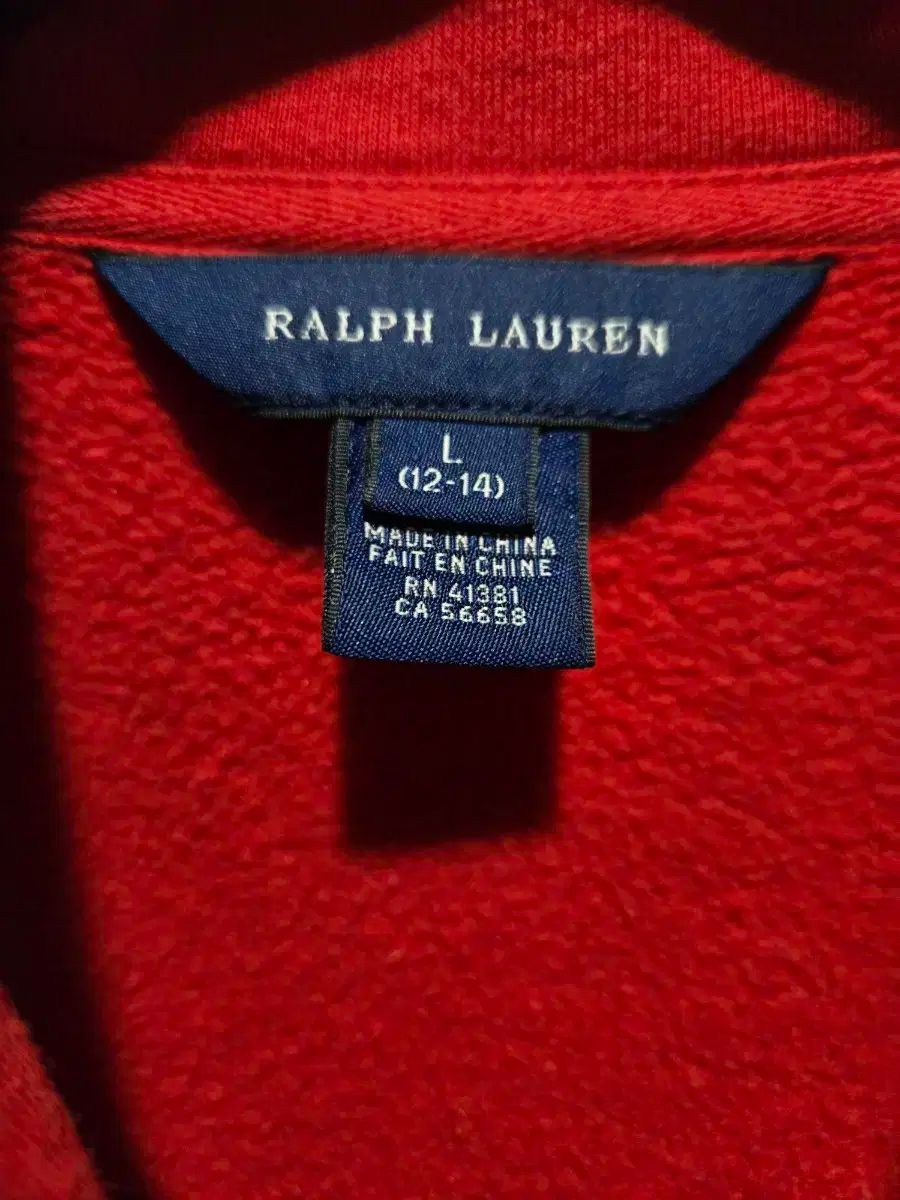 RALPH LAUREN
L
(12-14)
MADE IN CHINA
FAIT EN CHINE
RN 41381
CA 56658